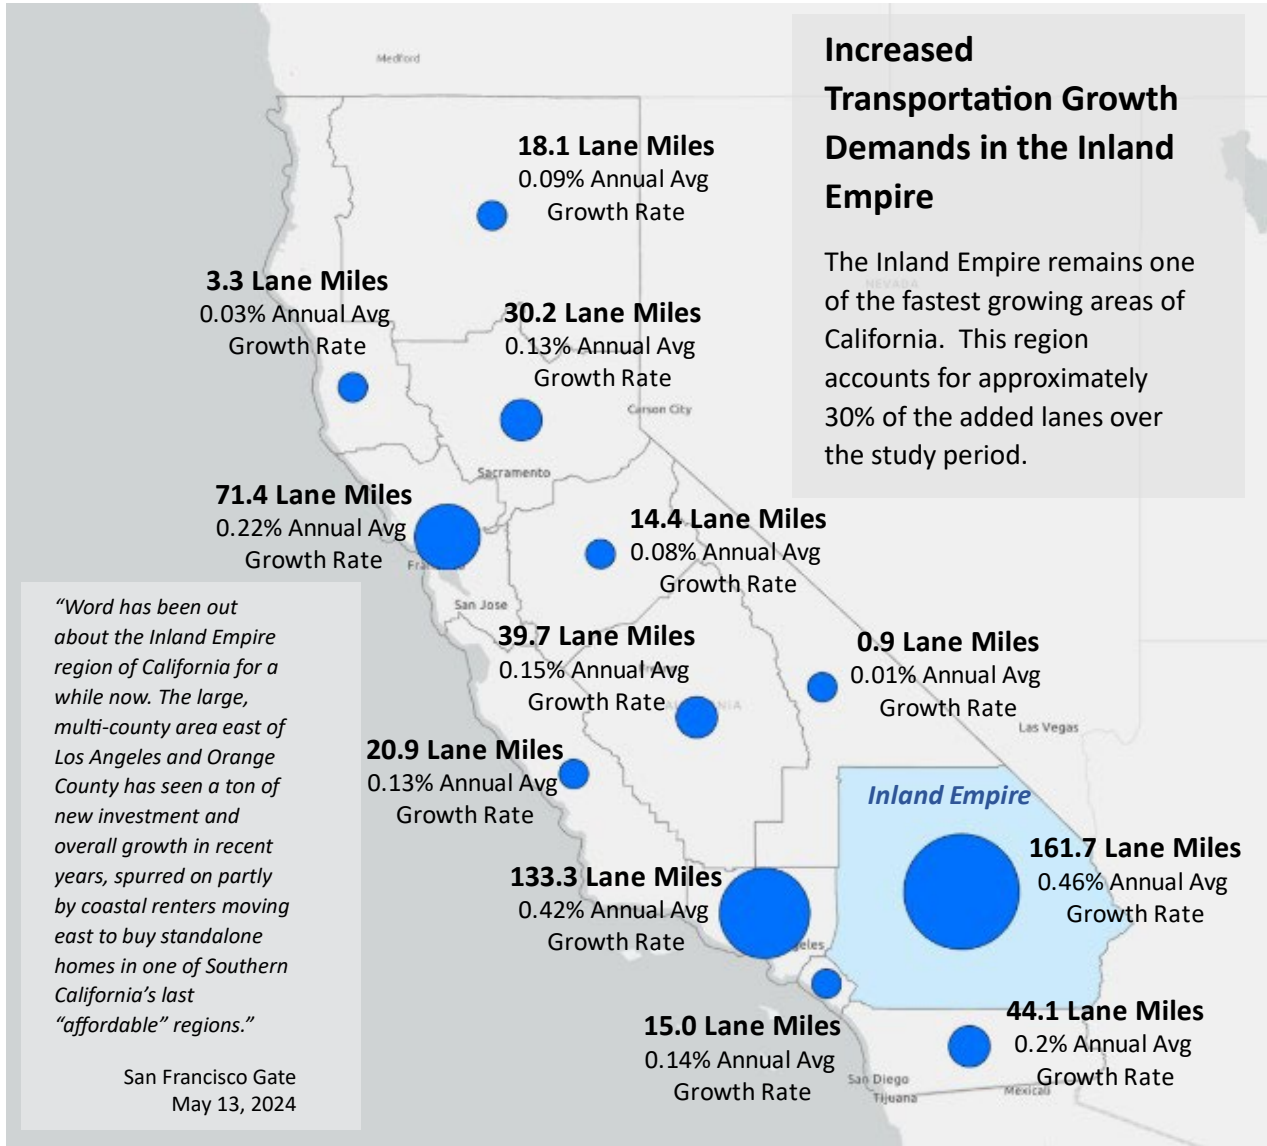 Medford
Increased
Transportation Growth
Demands in the Inland
Empire
The Inland Empire remains one
of the fastest growing areas of
California.  This region
accounts for approximately
30% of the added lanes over
the study period.
NEVADA
18.1 Lane Miles
0.09% Annual Avg
Growth Rate
3.3 Lane Miles
0.03% Annual Avg
Growth Rate
30.2 Lane Miles
0.13% Annual Avg
Growth Rate
Carson City
Sacramento
71.4 Lane Miles
0.22% Annual Avg
Growth Rate
14.4 Lane Miles
0.08% Annual Avg
Growth Rate
San Jose
39.7 Lane Miles
0.15% Annual Avg
Growth Rate
0.9 Lane Miles
0.01% Annual Avg
Growth Rate
Las Vegas
20.9 Lane Miles
0.13% Annual Avg
Growth Rate
Inland Empire
161.7 Lane Miles
0.46% Annual Avg
Growth Rate
133.3 Lane Miles
0.42% Annual Avg
Growth Rate
15.0 Lane Miles
0.14% Annual Avg
Growth Rate
44.1 Lane Miles
0.2% Annual Avg
Growth Rate
San Diego
Tijuana
Mexicali
“Word has been out
about the Inland Empire
region of California for a
while now. The large,
multi-county area east of
Los Angeles and Orange
County has seen a ton of
new investment and
overall growth in recent
years, spurred on partly
by coastal renters moving
east to buy standalone
homes in one of Southern
California’s last
“affordable” regions.”
San Francisco Gate
May 13, 2024